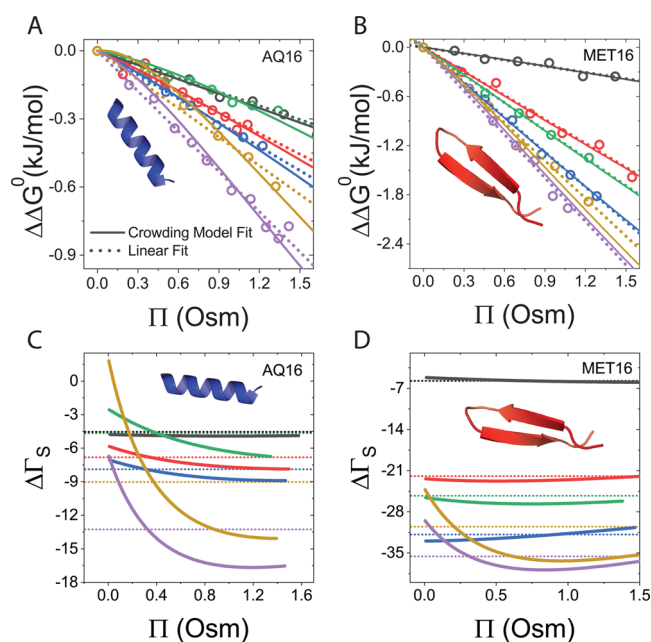 A
B
AQ16
MET16
0.0
-0.3
-0.6
-0.9
ΔΔG⁰(kJ/mol)
Crowding Model Fit
Linear Fit
0.0 0.3 0.6 0.9 1.2 1.5
Π (Osm)
0.0
-0.6
-1.2
-1.8
-2.4
ΔΔG⁰(kJ/mol)
0.0 0.3 0.6 0.9 1.2 1.5
Π (Osm)
C
D
AQ16
MET16
0
-3
-6
-9
-12
-15
-18
ΔΓs
0.0 0.4 0.8 1.2 1.6
Π (Osm)
-7
-14
-21
-28
-35
ΔΓs
0.0 0.5 1.0 1.5
Π (Osm)